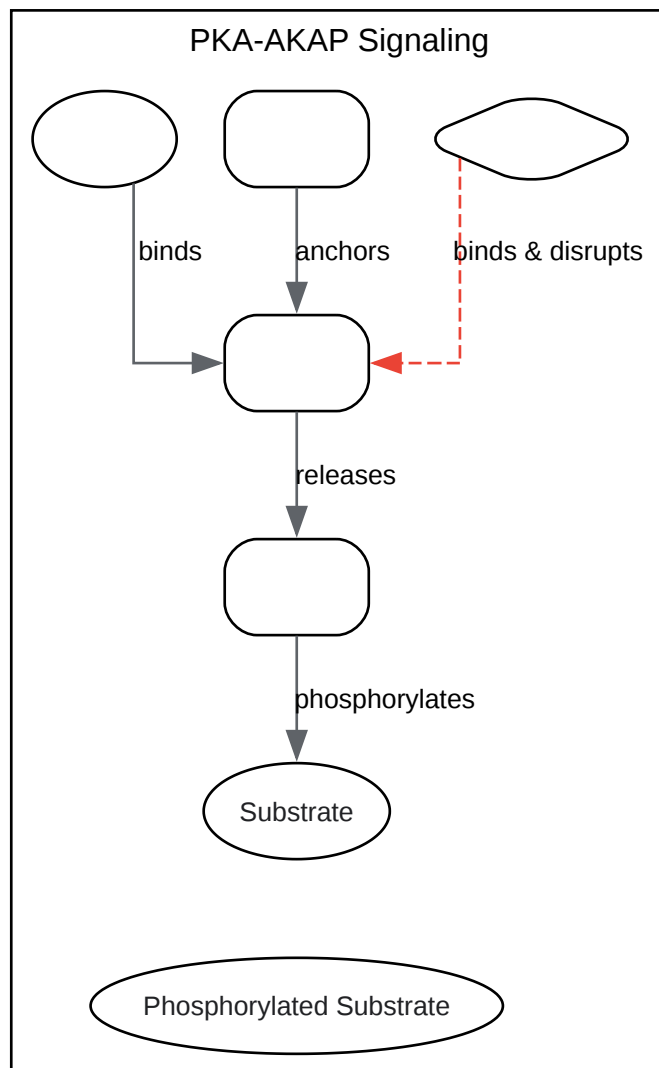 PKA-AKAP Signaling
binds
anchors
binds & disrupts
releases
phosphorylates
Substrate
Phosphorylated Substrate